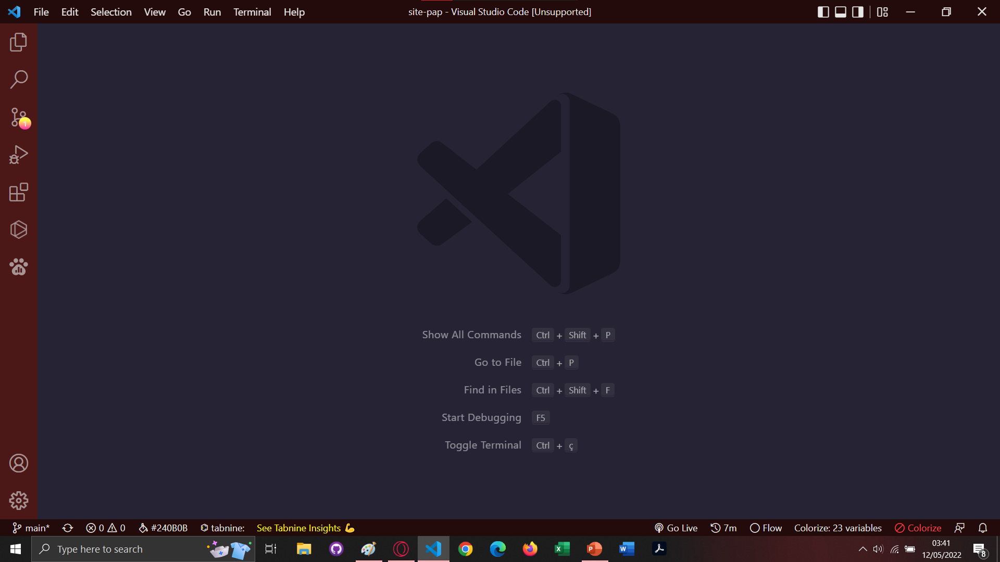 File Edit Selection View Go Run Terminal Help
site-pap - Visual Studio Code [Unsupported]
1
Show All Commands Ctrl + Shift + P
Go to File Ctrl + P
Find in Files Ctrl + Shift + F
Start Debugging F5
Toggle Terminal Ctrl + ç
main* 0 0 #240B0B tabnine: See Tabnine Insights 💪 Go Live 7m Flow Colorize: 23 variables Colorize
Type here to search
03:41
12/05/2022
8